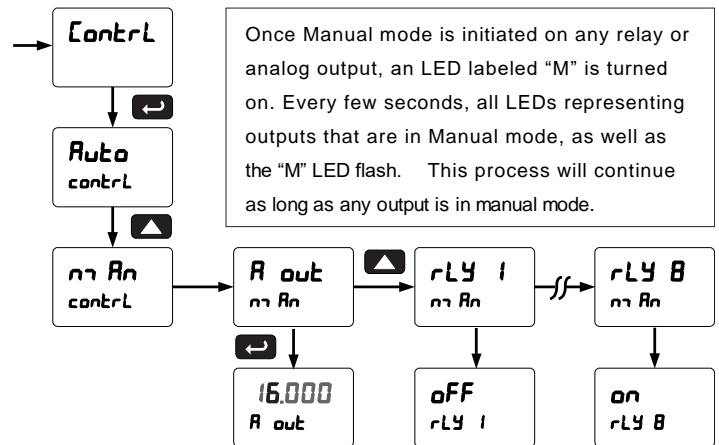 Contrl
Once Manual mode is initiated on any relay or
analog output, an LED labeled “M” is turned
on. Every few seconds, all LEDs representing
outputs that are in Manual mode, as well as
the “M” LED flash. This process will continue
as long as any output is in manual mode.
Auto
contrl
mAn
contrl
A out
mAn
rLY 1
mAn
rLY 8
mAn
16.000
A out
oFF
rLY 1
on
rLY 8